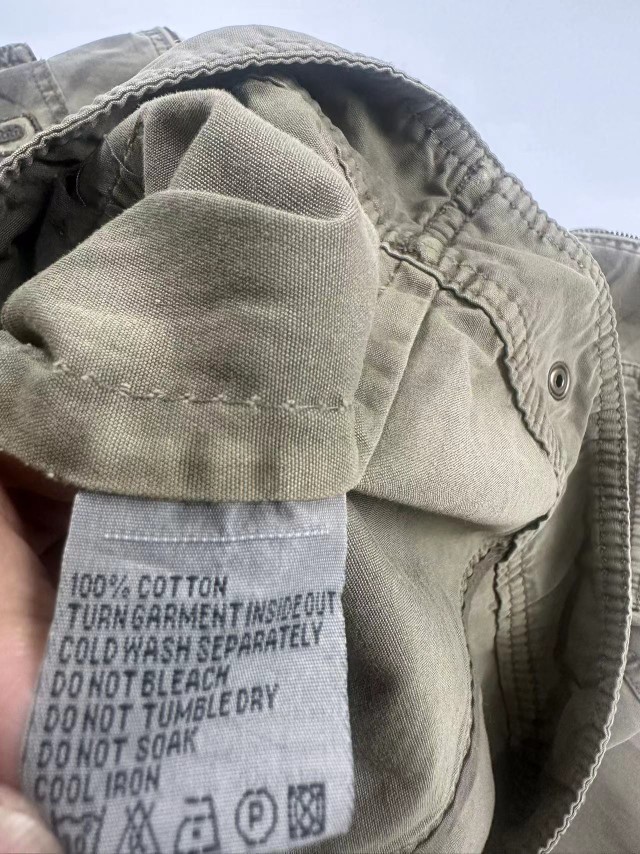 100% COTTON
TURN GARMENT INSIDE OUT
COLD WASH SEPARATELY
DO NOT BLEACH
DO NOT TUMBLE DRY
DO NOT SOAK
COOL IRON
P